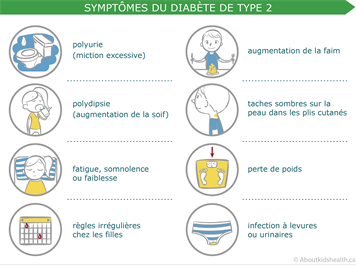 SYMPTÔMES DU DIABÈTE DE TYPE 2
polyurie
(miction excessive)
augmentation de la faim
polydipsie
(augmentation de la soif)
taches sombres sur la
peau dans les plis cutanés
fatigue, somnolence
ou faiblesse
perte de poids
règles irrégulières
chez les filles
infection à levures
ou urinaires
© Aboutkidshealth.ca